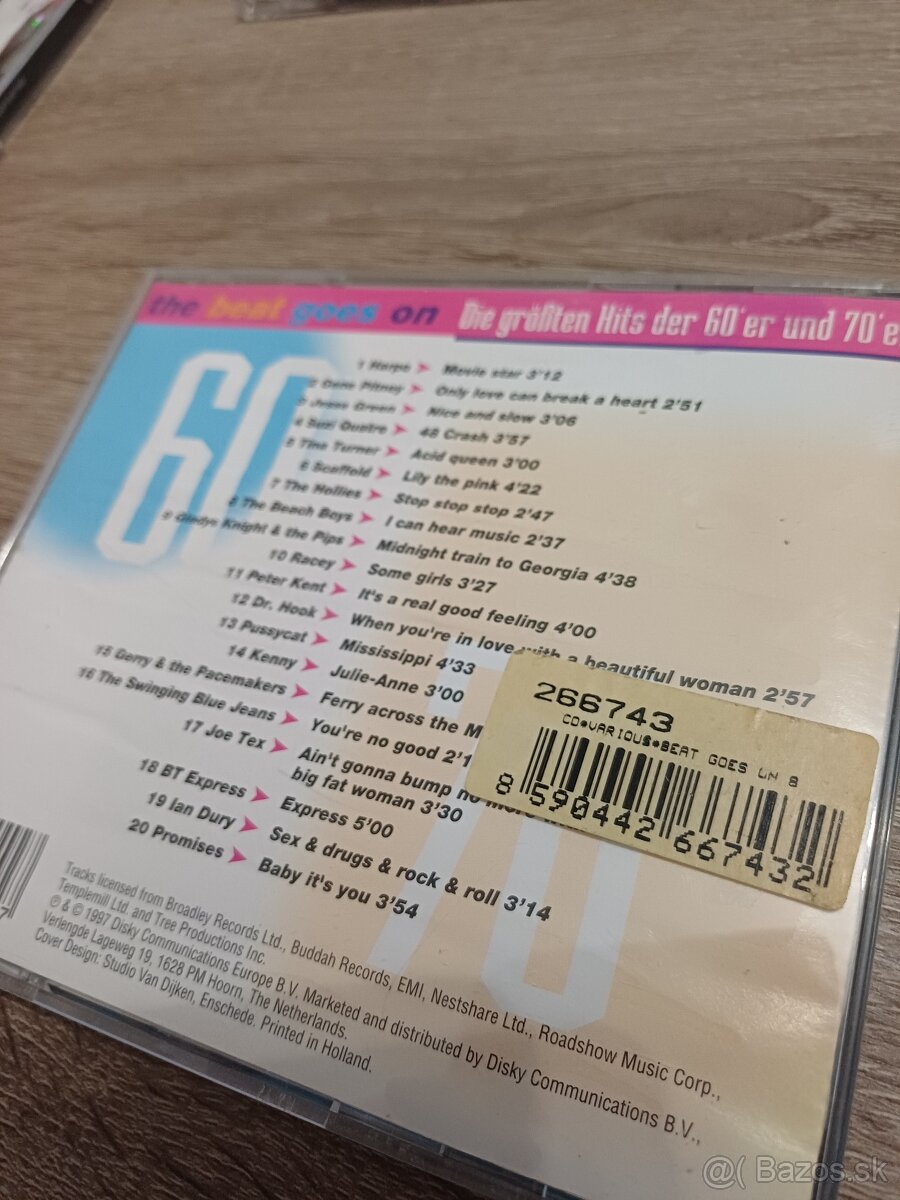 the beat goes on Die größten Hits der 60'er und 70'e
60
1 Harpo Movie star 3'12
2 Gene Pitney Only love can break a heart 2'51
3 Jesse Green Nice and slow 3'06
4 Suzi Quatro 48 Crash 3'57
5 Tina Turner Acid queen 3'00
6 Scaffold Lily the pink 4'22
7 The Hollies Stop stop stop 2'47
8 The Beach Boys I can hear music 2'37
9 Gladys Knight & the Pips Midnight train to Georgia 4'38
10 Racey Some girls 3'27
11 Peter Kent It's a real good feeling 4'00
12 Dr. Hook When you're in love with a beautiful woman 2'57
13 Pussycat Mississippi 4'33
14 Kenny Julie-Anne 3'00
15 Gerry & the Pacemakers Ferry across the M
16 The Swinging Blue Jeans You're no good 2'1
17 Joe Tex Ain't gonna bump no more
big fat woman 3'30
18 BT Express Express 5'00
19 Ian Dury Sex & drugs & rock & roll 3'14
20 Promises Baby it's you 3'54
70
266743
CD*VARIOUS*BEAT GOES ON 8
8 590442 667432
Tracks licensed from Broadley Records Ltd., Buddah Records, EMI, Nestshare Ltd., Roadshow Music Corp.,
Templemill Ltd. and Tree Productions Inc.
℗ & © 1997 Disky Communications Europe B.V. Marketed and distributed by Disky Communications B.V.,
Verlengde Lageweg 19, 1628 PM Hoorn, The Netherlands.
Cover Design: Studio Van Dijken, Enschede. Printed in Holland.
@( Bazos.sk